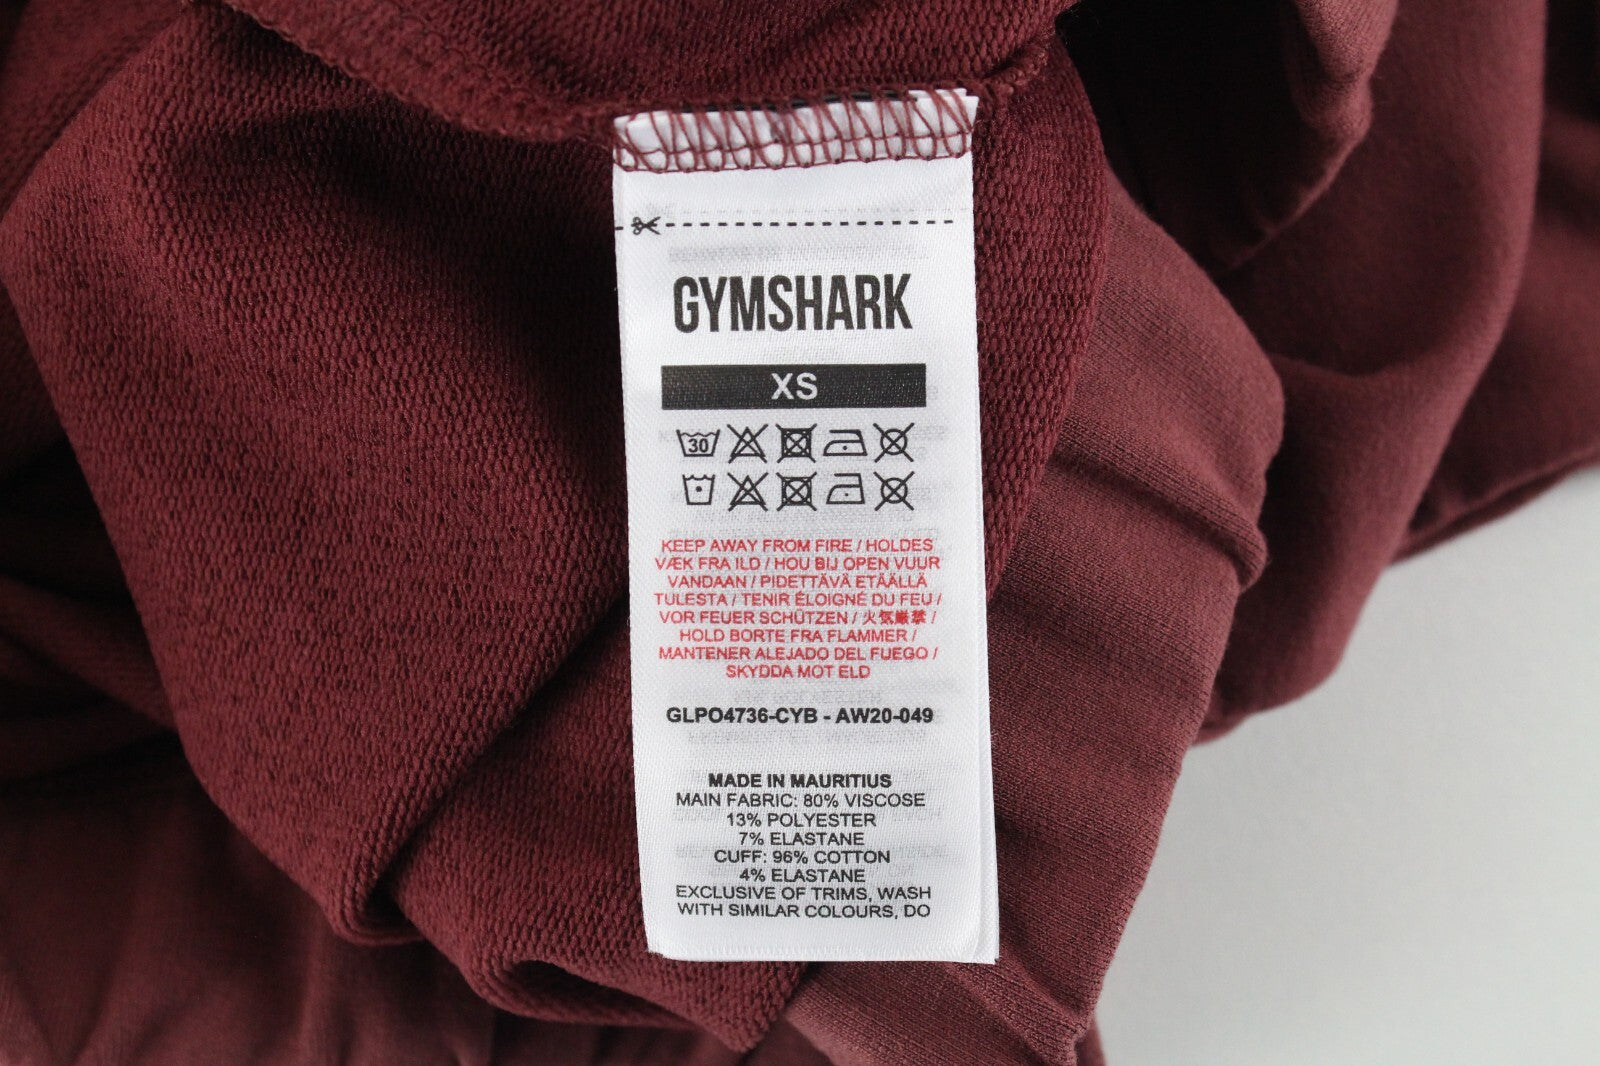 GYMSHARK
XS
30
KEEP AWAY FROM FIRE / HOLDES
VÆK FRA ILD / HOU BIJ OPEN VUUR
VANDAAN / PIDETTÄVÄ ETÄÄLLÄ
TULESTA / TENIR ÉLOIGNÉ DU FEU /
VOR FEUER SCHÜTZEN / 火気厳禁 /
HOLD BORTE FRA FLAMMER /
MANTENER ALEJADO DEL FUEGO /
SKYDDA MOT ELD
GLPO4736-CYB - AW20-049
MADE IN MAURITIUS
MAIN FABRIC: 80% VISCOSE
13% POLYESTER
7% ELASTANE
CUFF: 96% COTTON
4% ELASTANE
EXCLUSIVE OF TRIMS, WASH
WITH SIMILAR COLOURS, DO